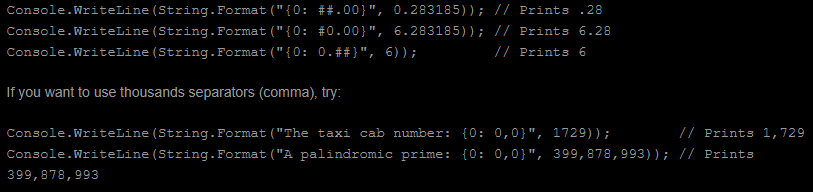 Console.WriteLine(String.Format("{0: ##.00}", 0.283185)); // Prints .28
Console.WriteLine(String.Format("{0: #0.00}", 6.283185)); // Prints 6.28
Console.WriteLine(String.Format("{0: 0.##}", 6)); // Prints 6
If you want to use thousands separators (comma), try:
Console.WriteLine(String.Format("The taxi cab number: {0: 0,0}", 1729)); // Prints 1,729
Console.WriteLine(String.Format("A palindromic prime: {0: 0,0}", 399,878,993)); // Prints
399,878,993